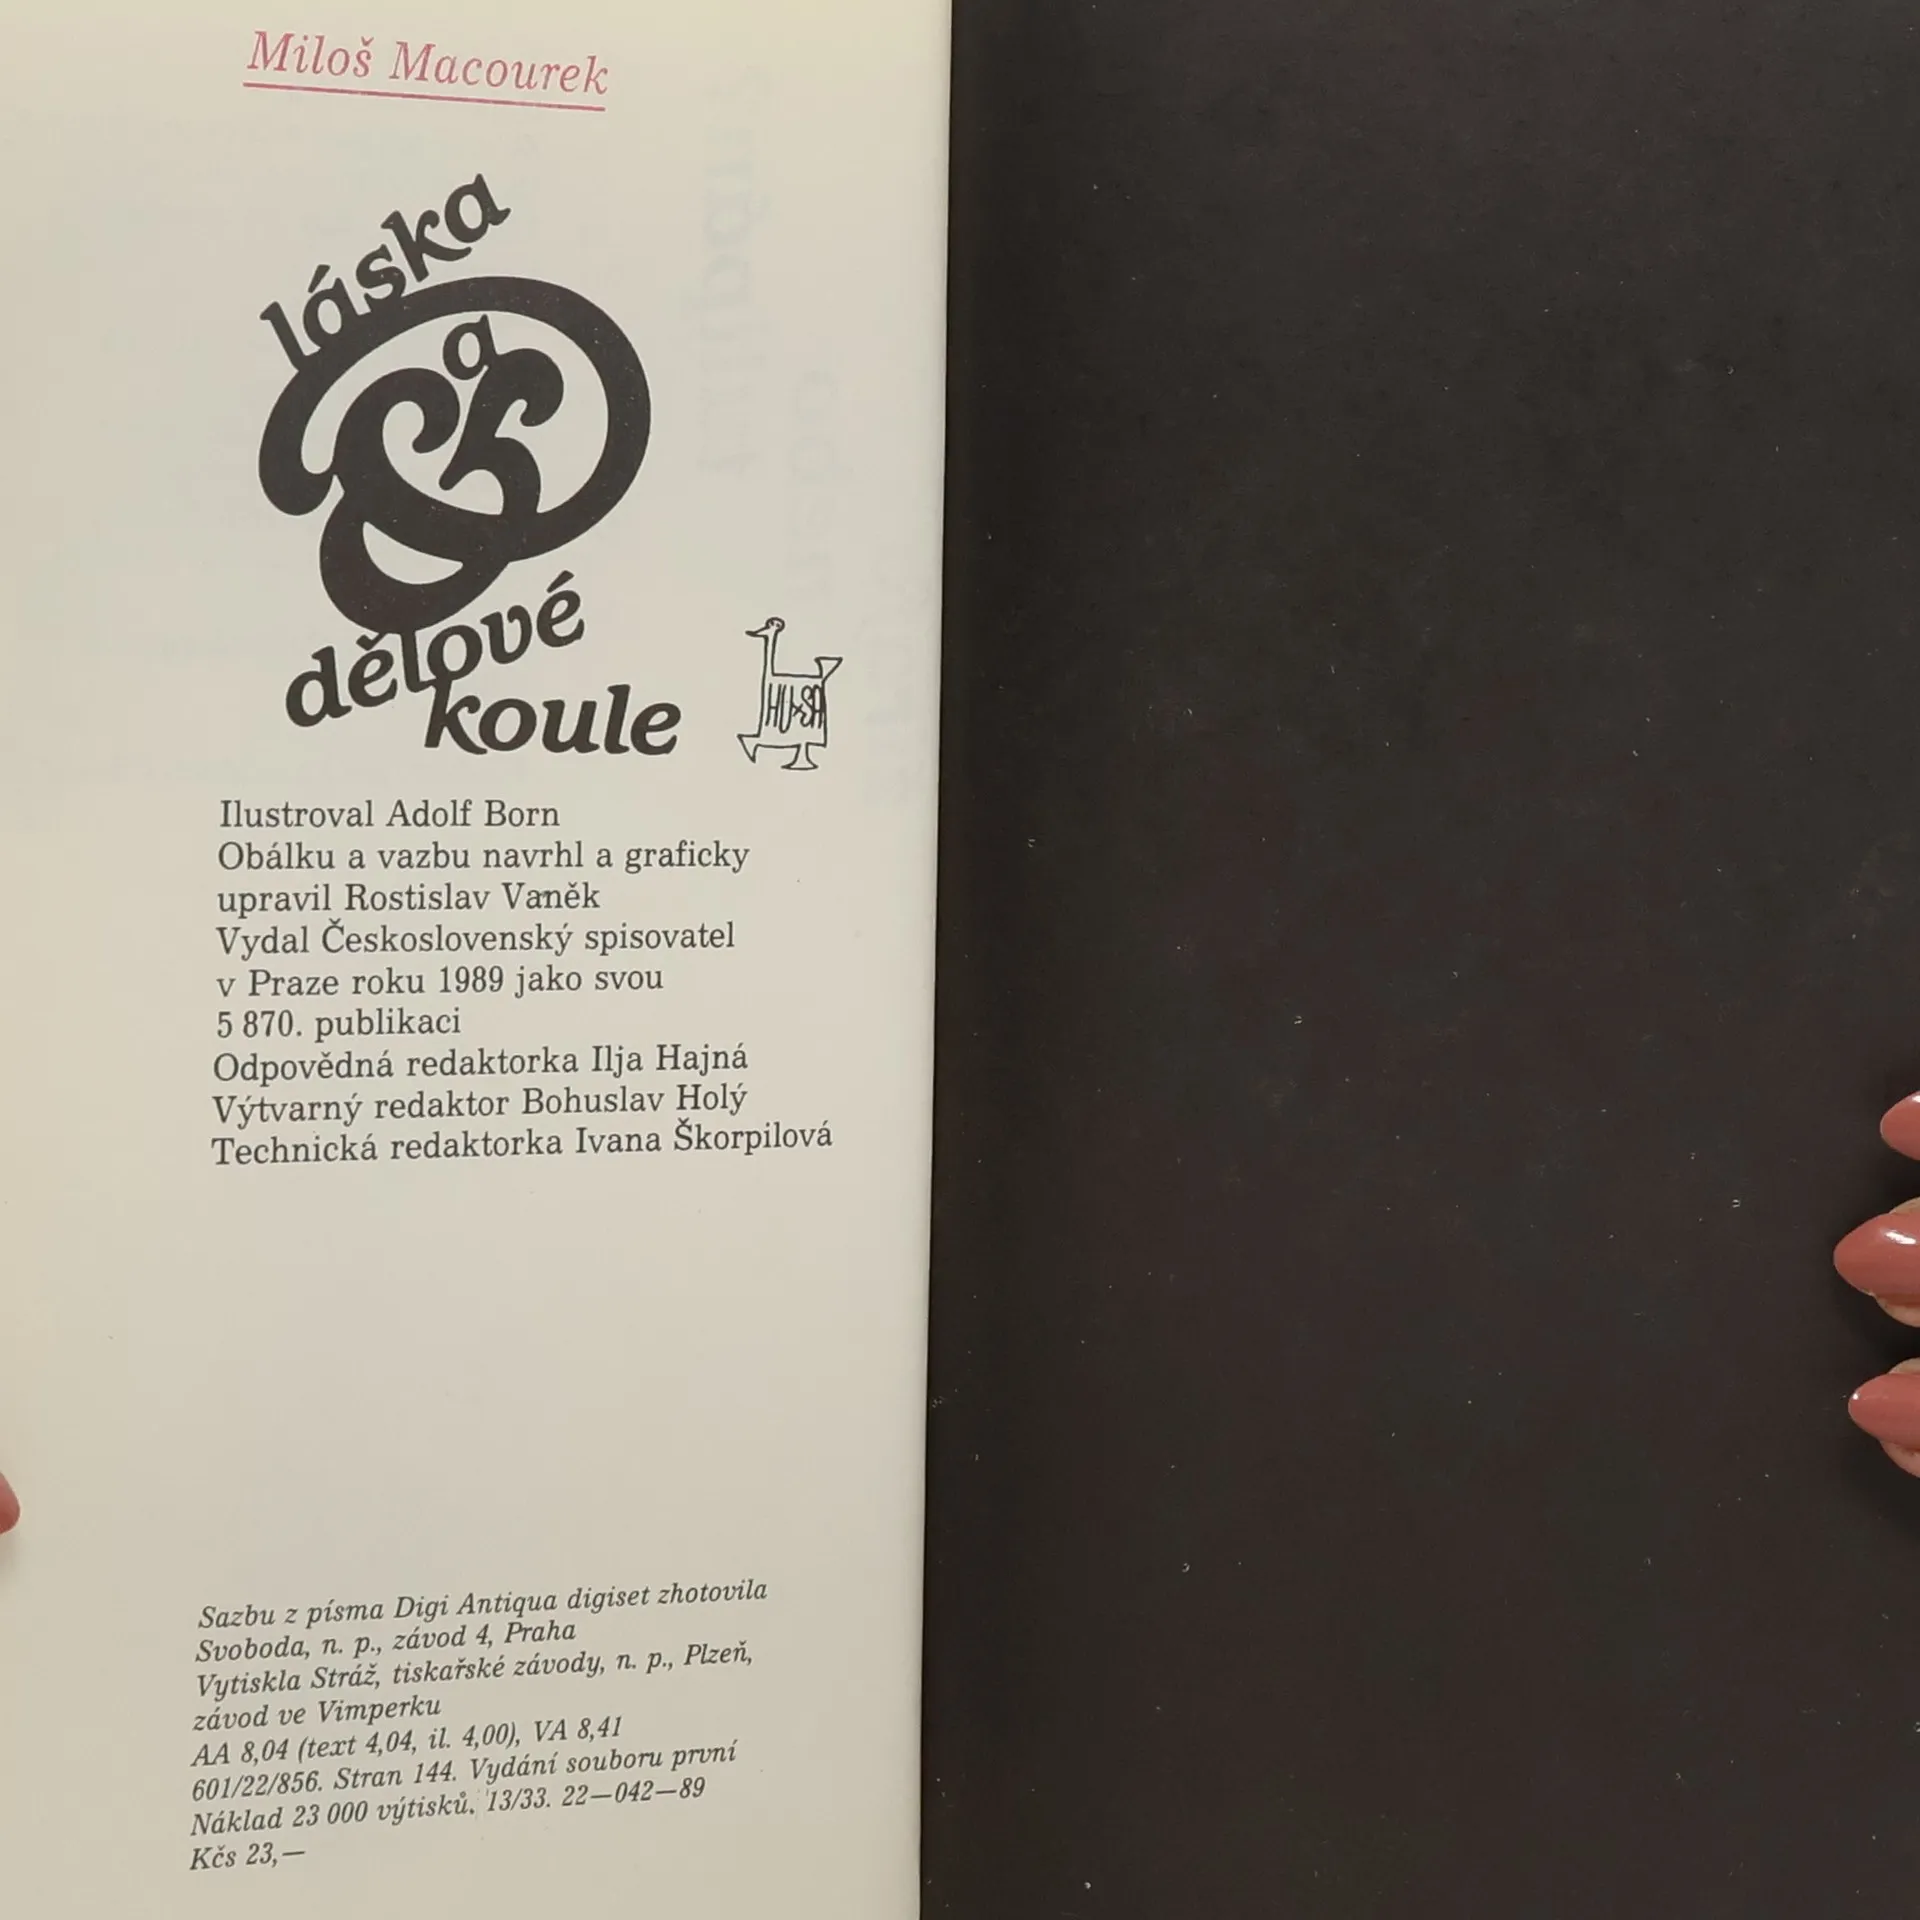 Miloš Macourek
láska
a
dělové
koule
HU+SA
Ilustroval Adolf Born
Obálku a vazbu navrhl a graficky
upravil Rostislav Vaněk
Vydal Československý spisovatel
v Praze roku 1989 jako svou
5 870. publikaci
Odpovědná redaktorka Ilja Hajná
Výtvarný redaktor Bohuslav Holý
Technická redaktorka Ivana Škorpilová
Sazbu z písma Digi Antiqua digiset zhotovila
Svoboda, n. p., závod 4, Praha
Vytiskla Stráž, tiskařské závody, n. p., Plzeň,
závod ve Vimperku
AA 8,04 (text 4,04, il. 4,00), VA 8,41
601/22/856. Stran 144. Vydání souboru první
Náklad 23 000 výtisků. 13/33. 22—042—89
Kčs 23,—